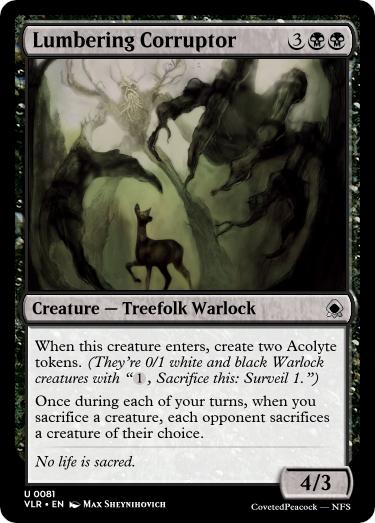 Lumbering Corruptor 3
Creature — Treefolk Warlock
When this creature enters, create two Acolyte
tokens. (They're 0/1 white and black Warlock
creatures with “1, Sacrifice this: Surveil 1.”)
Once during each of your turns, when you
sacrifice a creature, each opponent sacrifices
a creature of their choice.
No life is sacred.
4/3
U 0081
VLR • EN Max Sheynihovich
CovetedPeacock — NFS